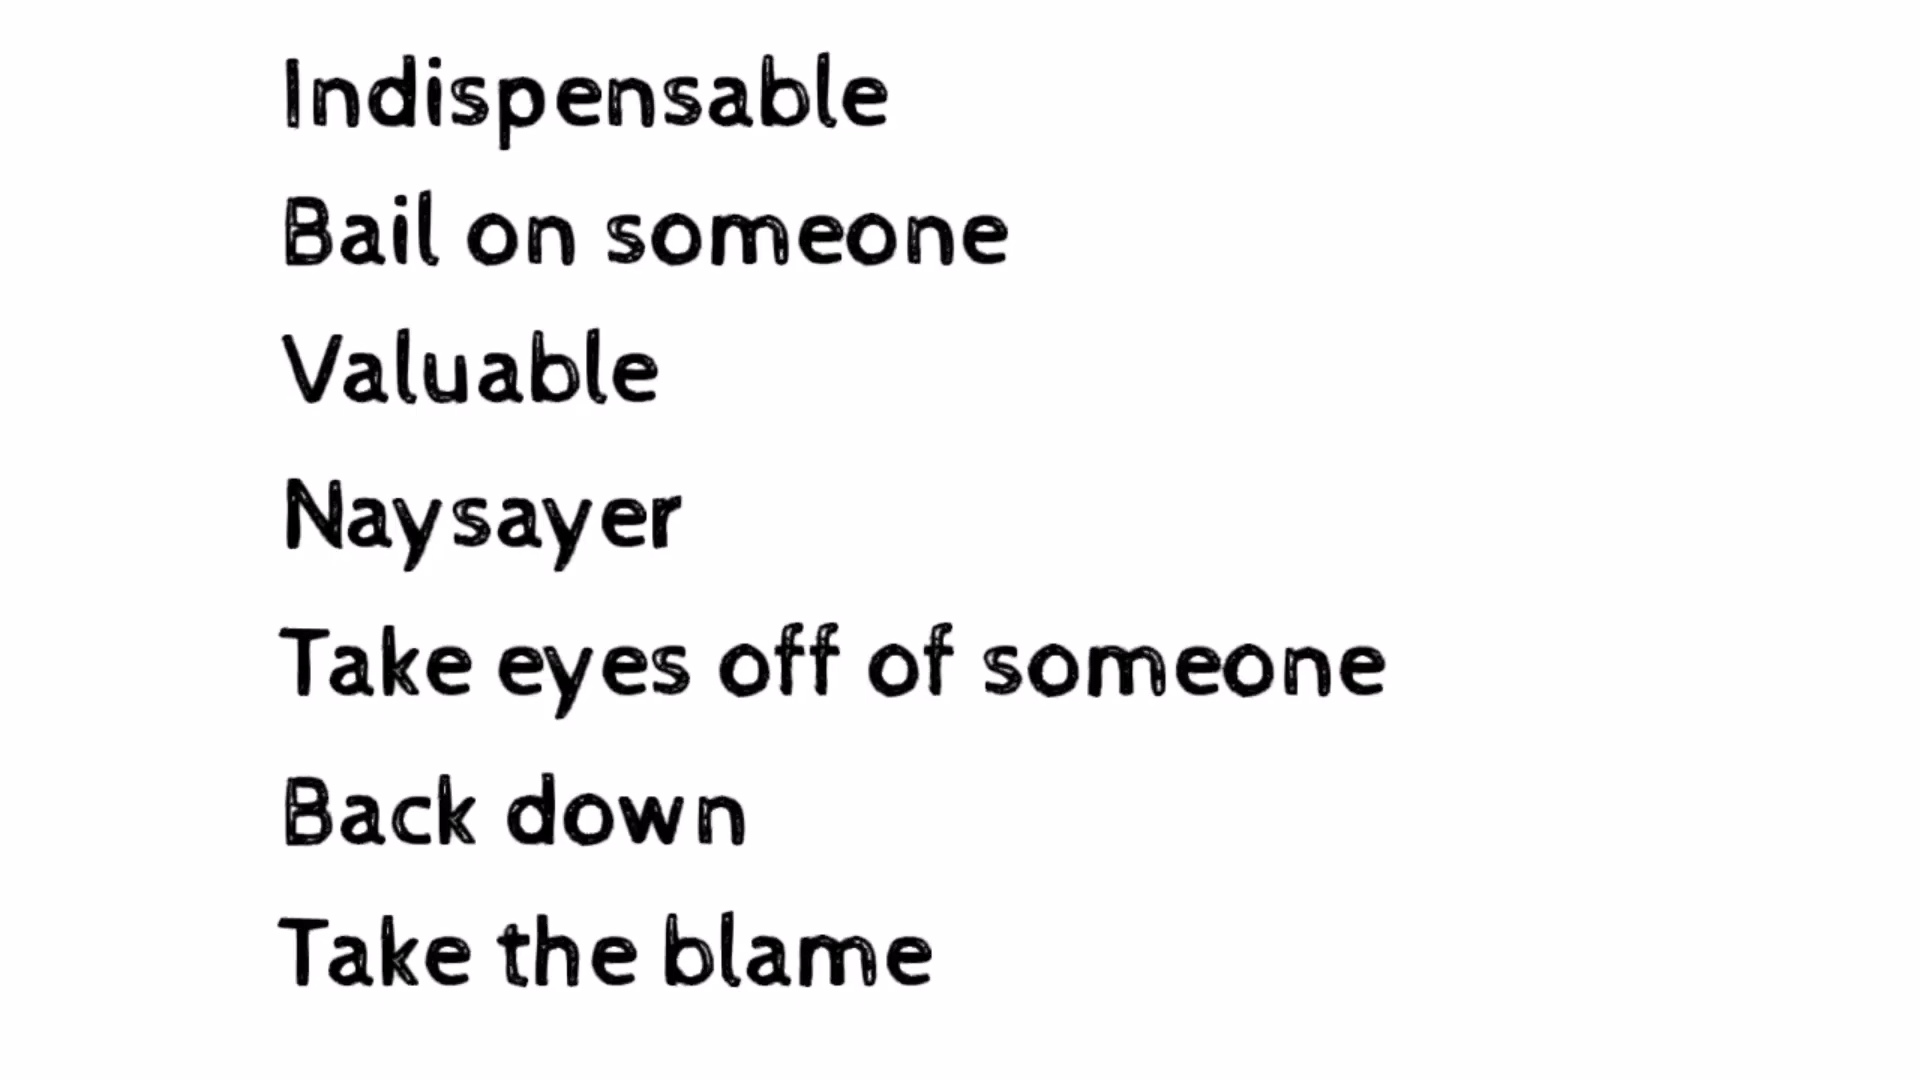 Indispensable
Bail on someone
Valuable
Naysayer
Take eyes off of someone
Back down
Take the blame